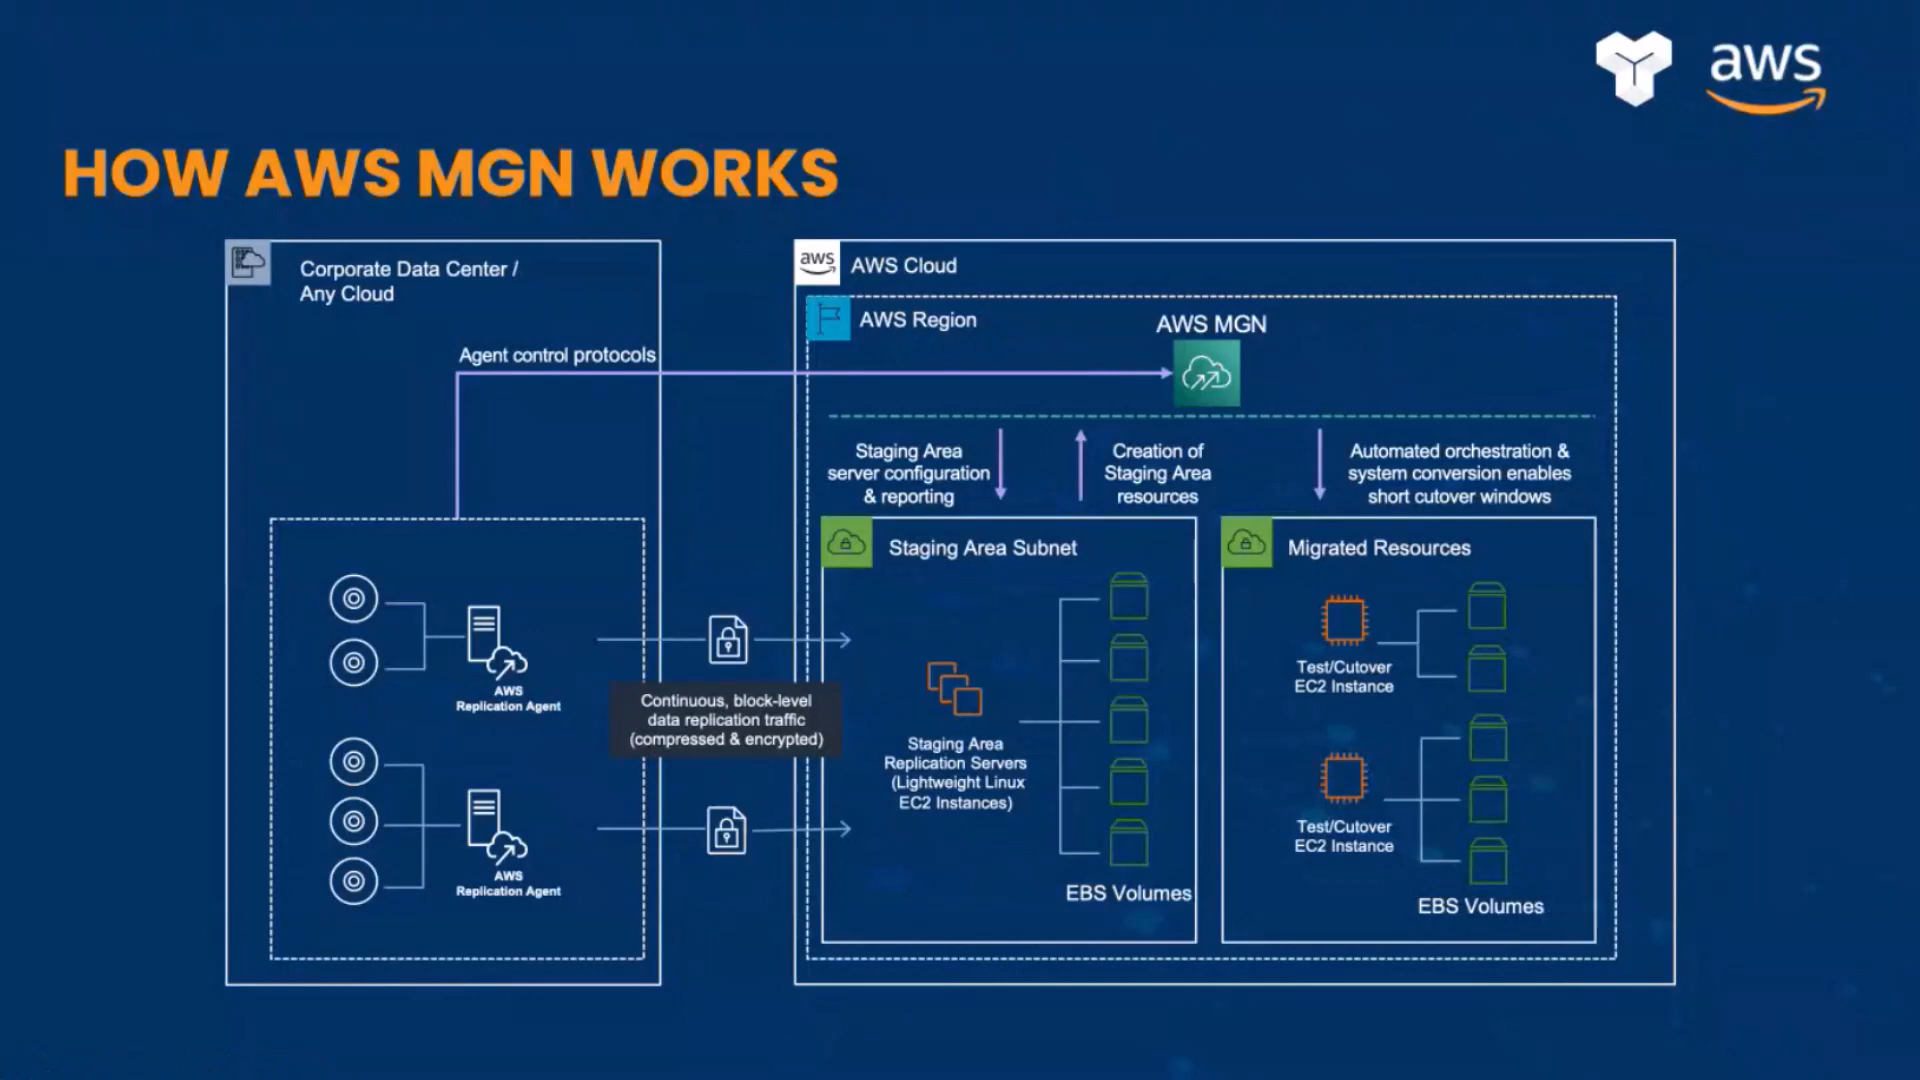 aws
HOW AWS MGN WORKS
Corporate Data Center /
Any Cloud
Agent control protocols
AWS
Replication Agent
AWS
Replication Agent
Continuous, block-level
data replication traffic
(compressed & encrypted)
aws
AWS Cloud
AWS Region
AWS MGN
Staging Area
server configuration
& reporting
Creation of
Staging Area
resources
Automated orchestration &
system conversion enables
short cutover windows
Staging Area Subnet
Staging Area
Replication Servers
(Lightweight Linux
EC2 Instances)
EBS Volumes
Migrated Resources
Test/Cutover
EC2 Instance
Test/Cutover
EC2 Instance
EBS Volumes